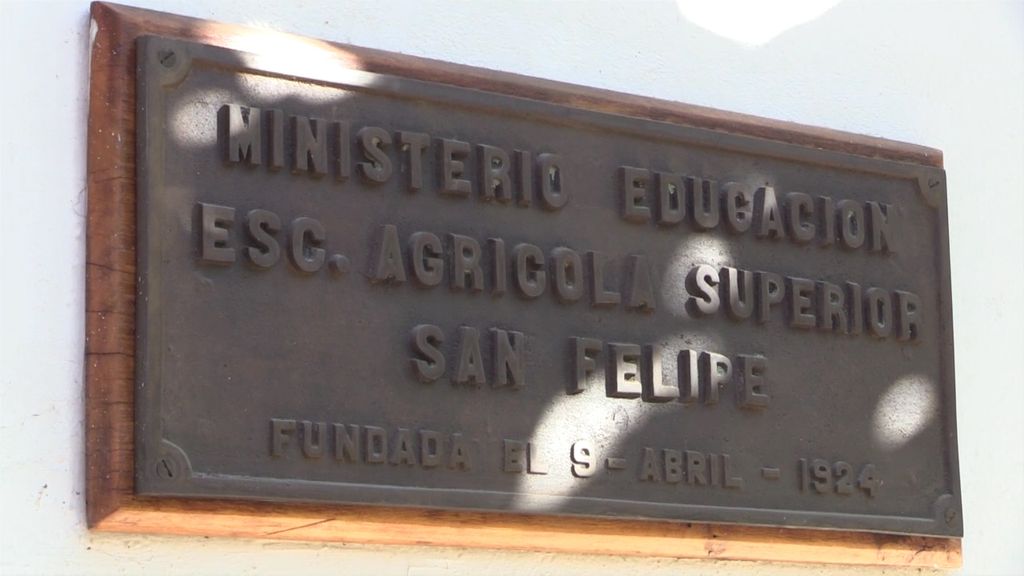 MINISTERIO EDUCACION
ESC. AGRICOLA SUPERIOR
SAN FELIPE
FUNDADA EL 9-ABRIL-1924